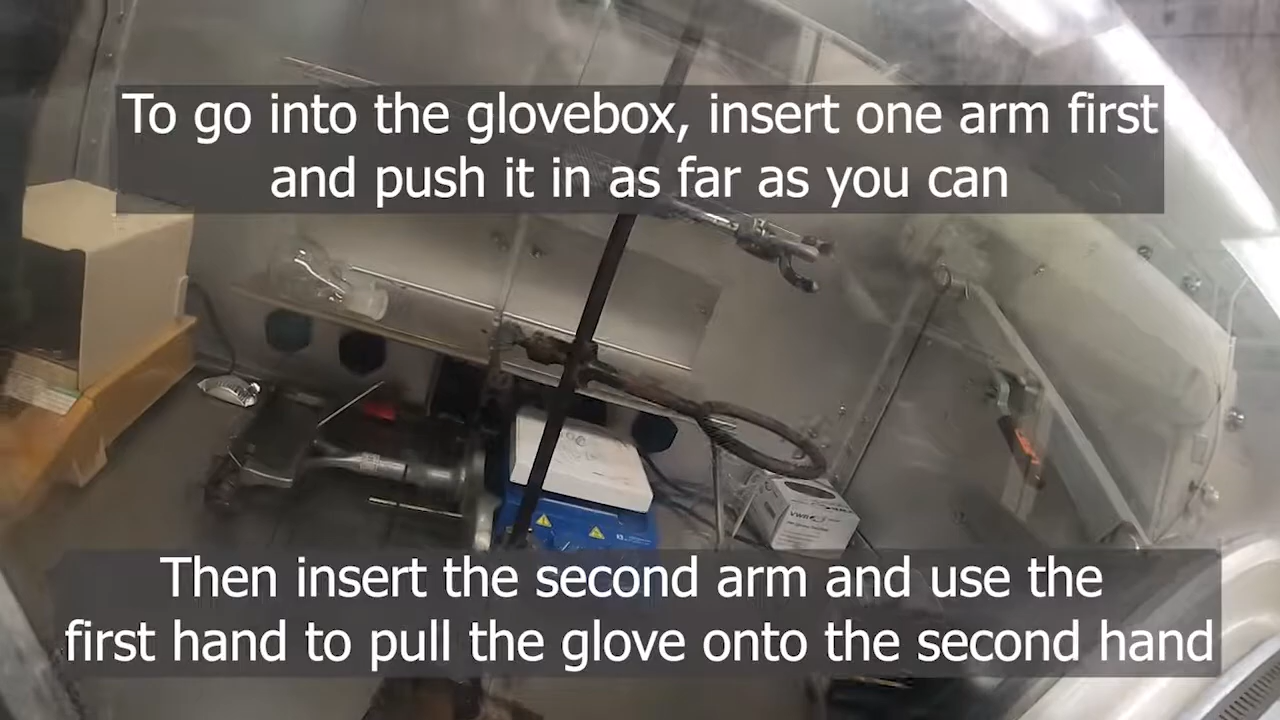 To go into the glovebox, insert one arm first
and push it in as far as you can
VWR
Then insert the second arm and use the
first hand to pull the glove onto the second hand